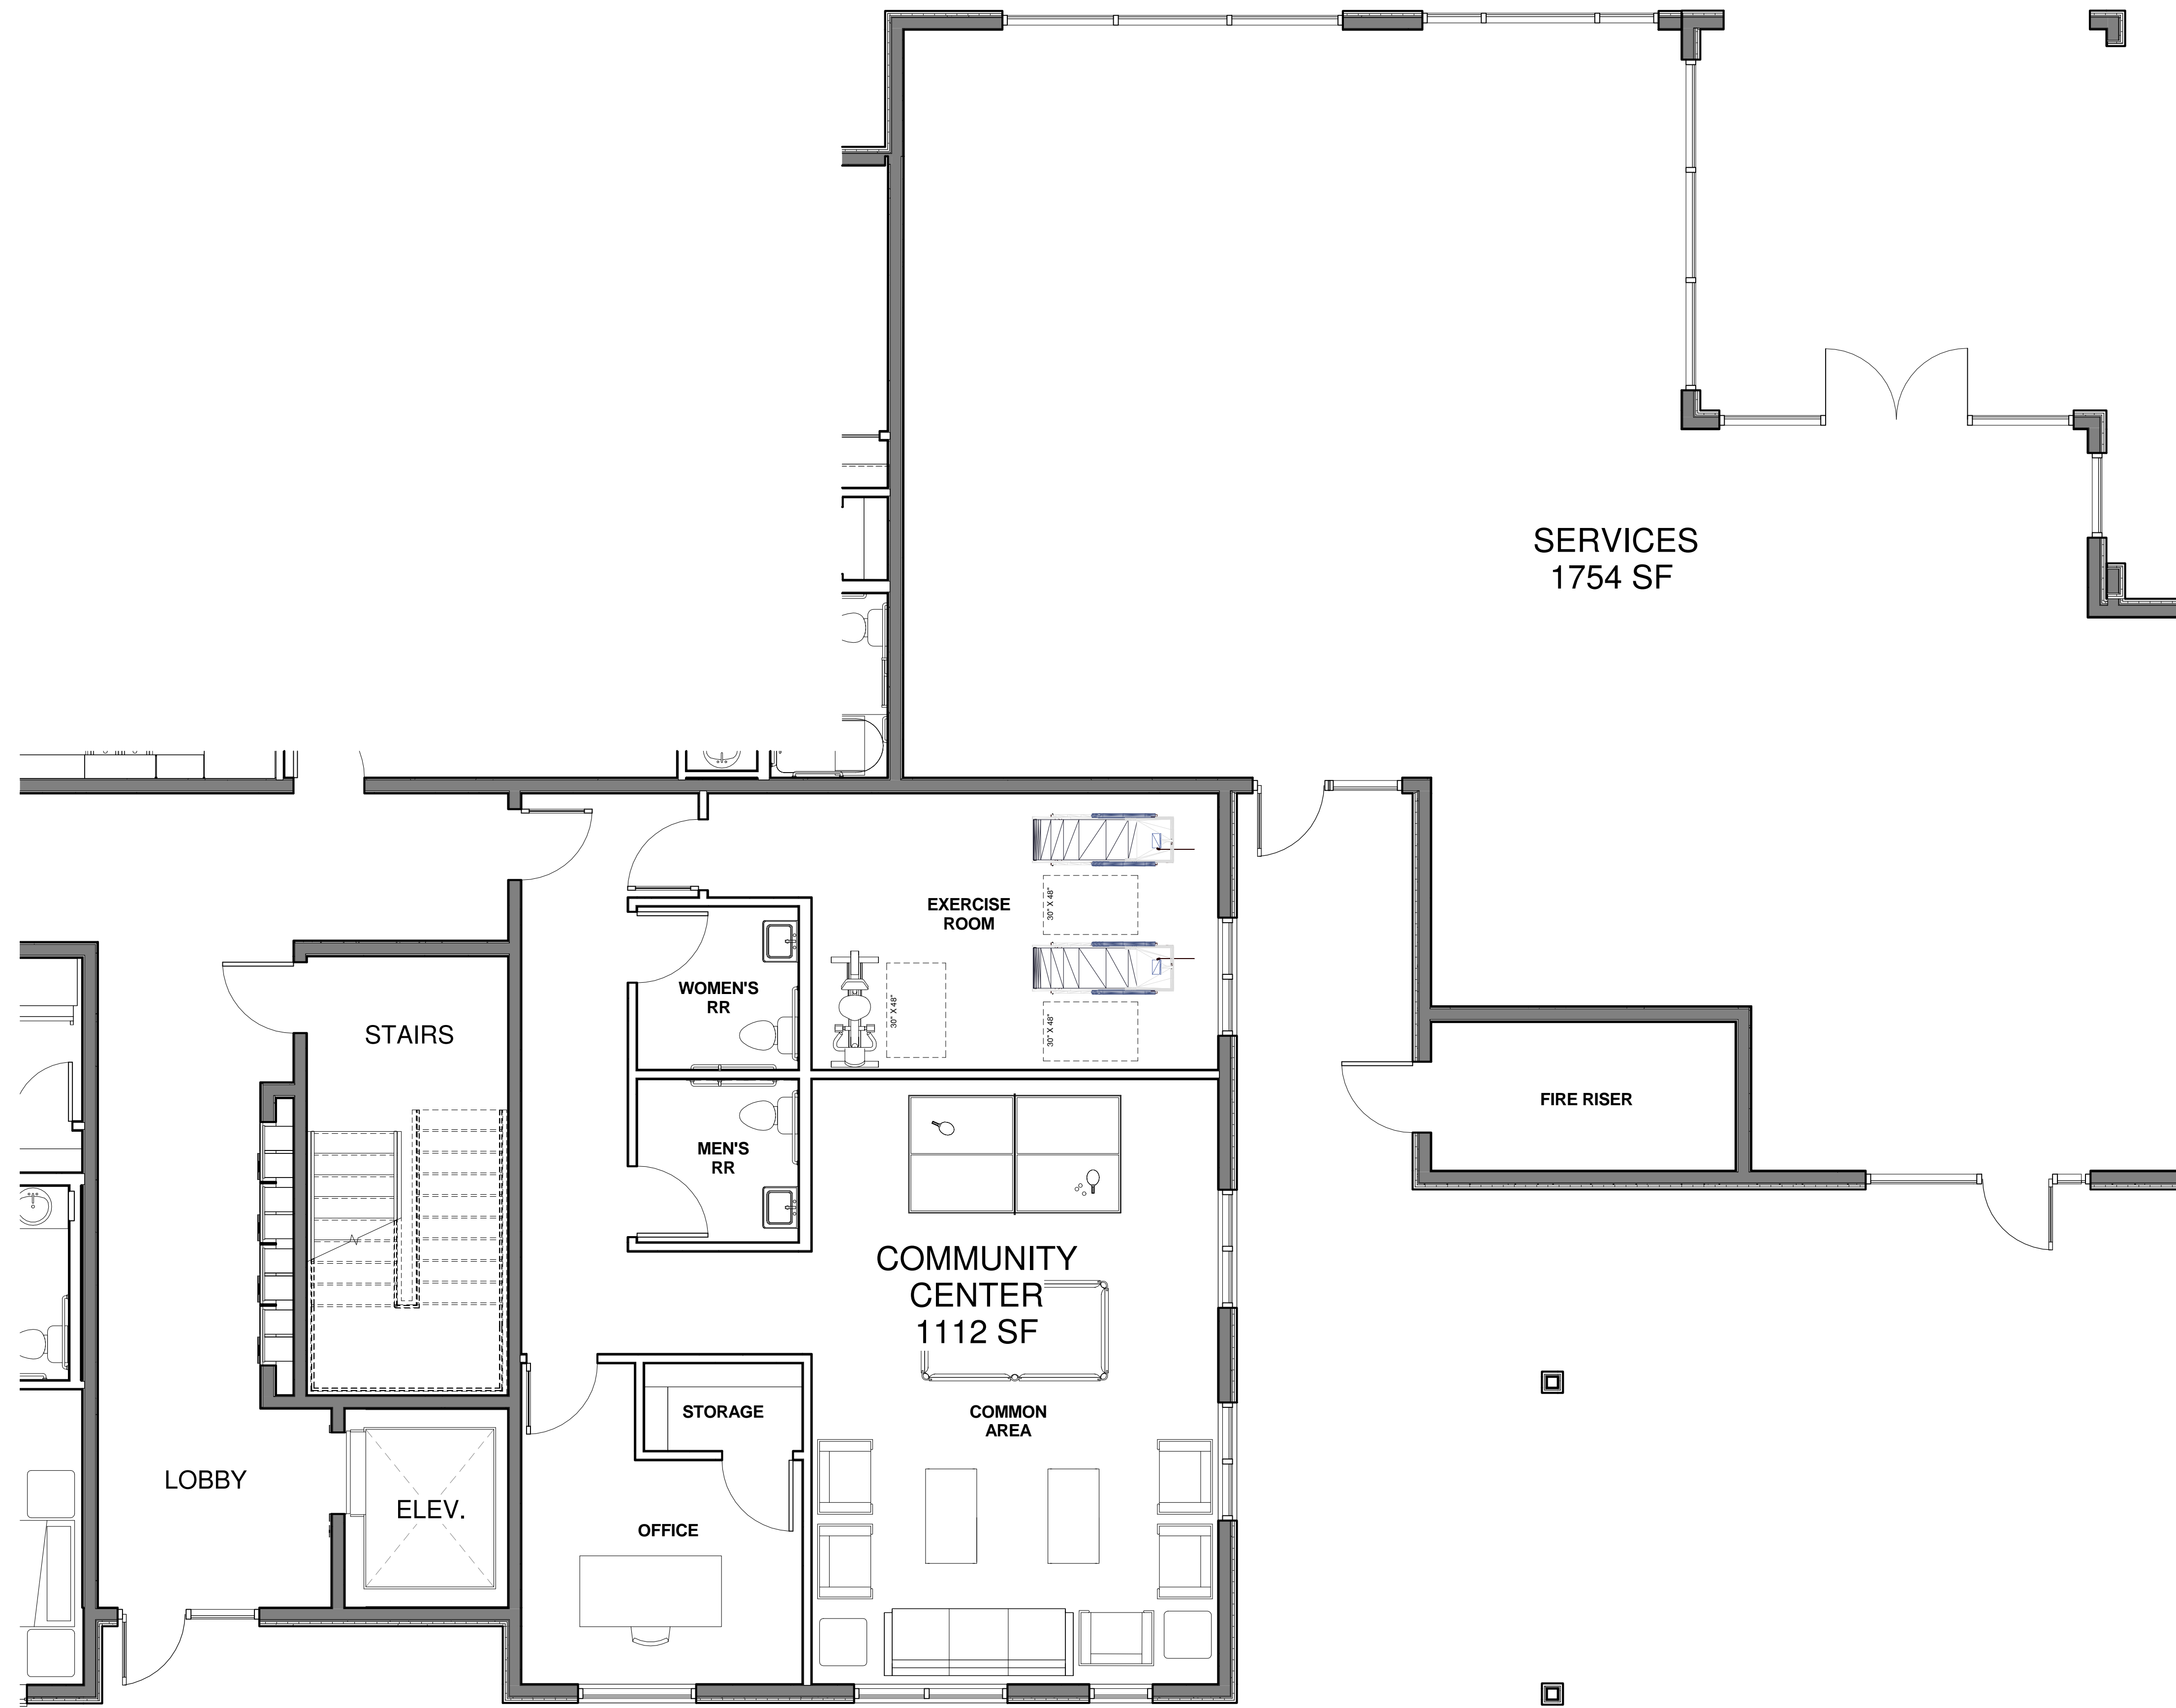 SERVICES
1754 SF
EXERCISE
ROOM
30" X 48"
30" X 48"
30" X 48"
WOMEN'S
RR
STAIRS
FIRE RISER
MEN'S
RR
COMMUNITY
CENTER
1112 SF
STORAGE
COMMON
AREA
LOBBY
ELEV.
OFFICE